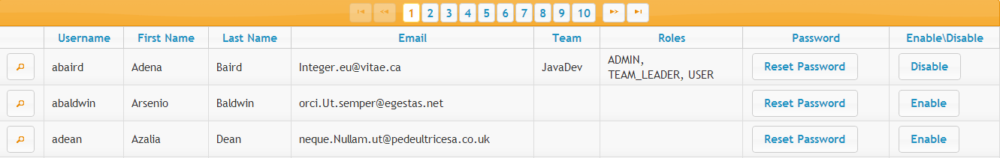 1 2 3 4 5 6 7 8 9 10
Username First Name Last Name Email Team Roles Password Enable\Disable
abaird Adena Baird Integer.eu@vitae.ca JavaDev ADMIN,
TEAM_LEADER, USER Reset Password Disable
abaldwin Arsenio Baldwin orci.Ut.semper@egestas.net Reset Password Enable
adean Azalia Dean neque.Nullam.ut@pedeultricesa.co.uk Reset Password Enable